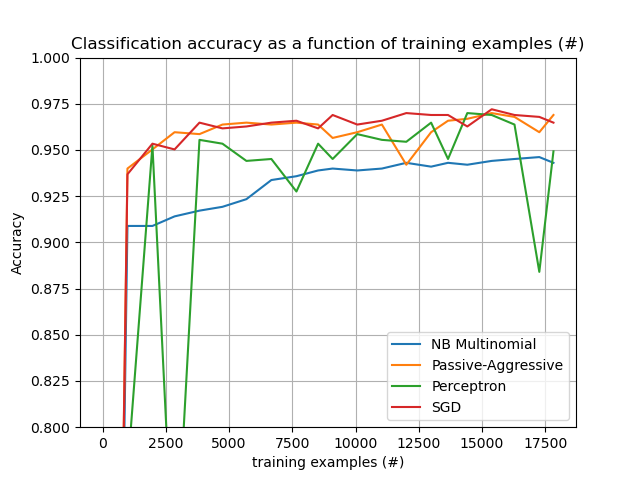 Classification accuracy as a function of training examples (#)
1.000
0.975
0.950
0.925
0.900
0.875
0.850
0.825
0.800
Accuracy
NB Multinomial
Passive-Aggressive
Perceptron
SGD
0 2500 5000 7500 10000 12500 15000 17500
training examples (#)